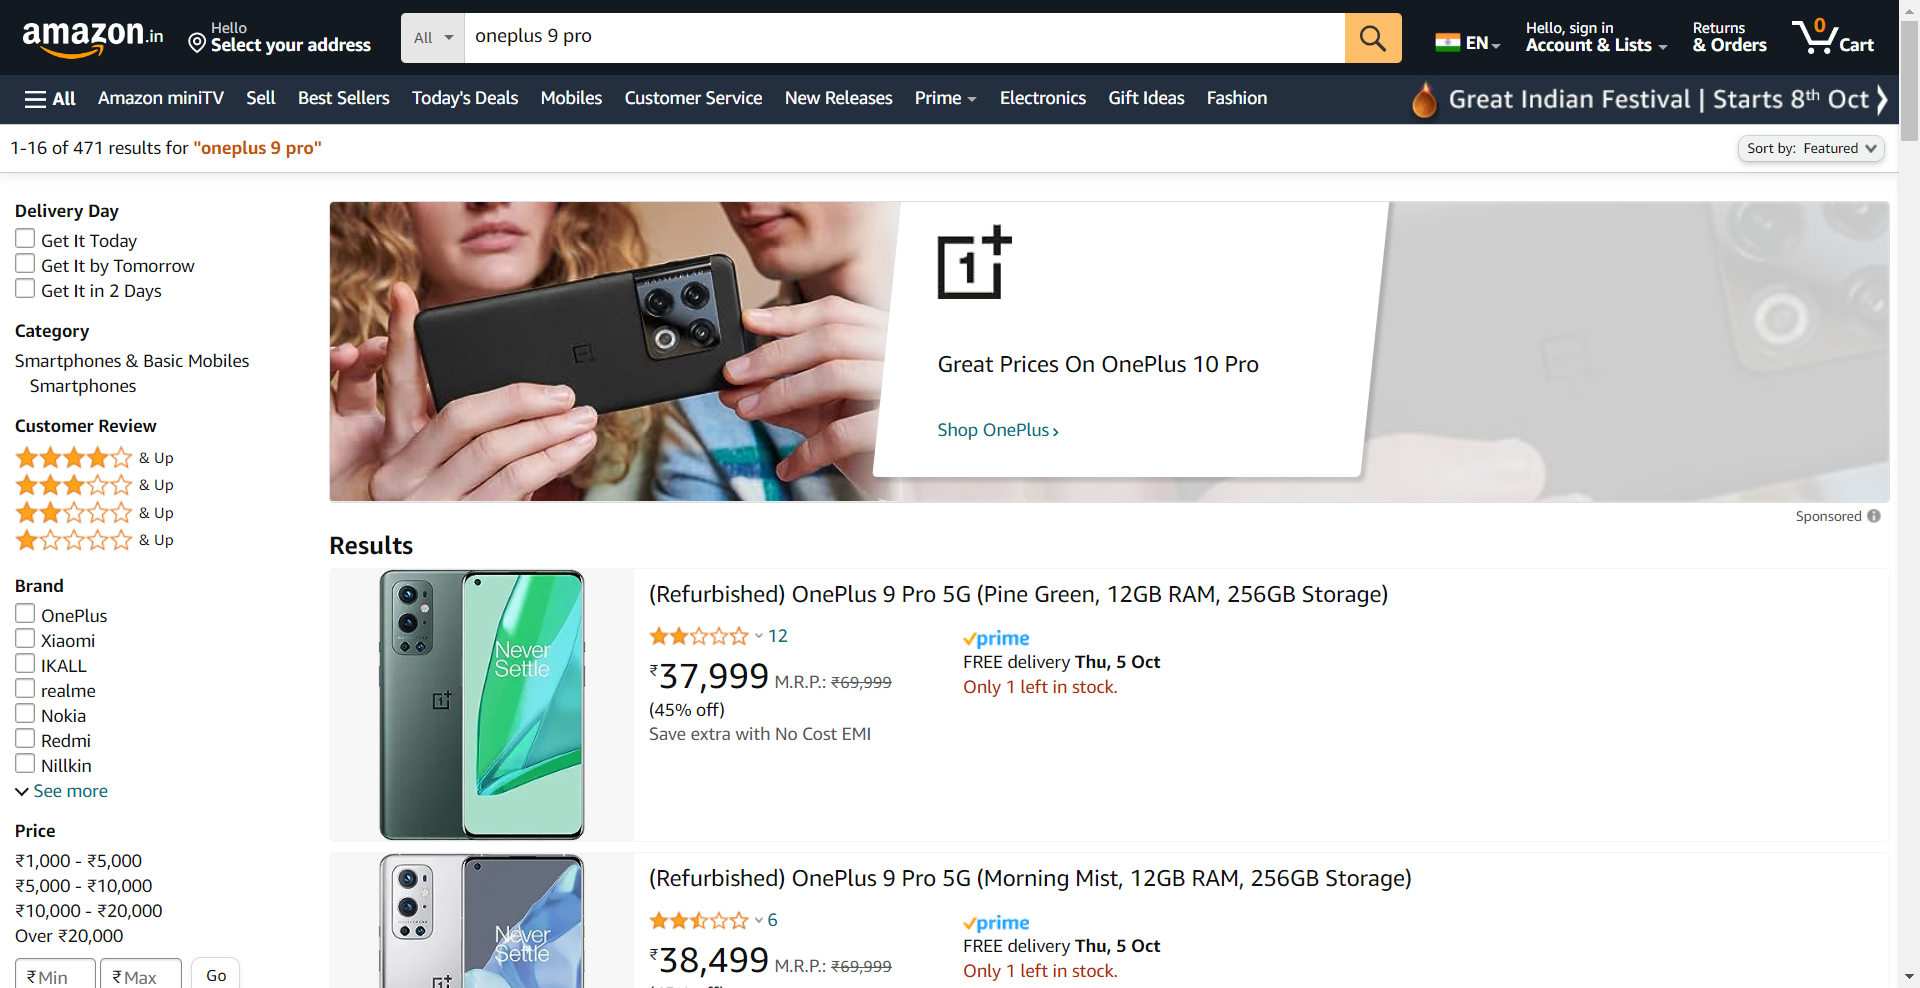 amazon.in
Hello
Select your address
All
oneplus 9 pro
EN
Hello, sign in
Account & Lists
Returns
& Orders
0
Cart
All
Amazon miniTV
Sell
Best Sellers
Today's Deals
Mobiles
Customer Service
New Releases
Prime
Electronics
Gift Ideas
Fashion
Great Indian Festival | Starts 8th Oct
1-16 of 471 results for "oneplus 9 pro"
Sort by: Featured
Delivery Day
Get It Today
Get It by Tomorrow
Get It in 2 Days
Category
Smartphones & Basic Mobiles
Smartphones
Customer Review
& Up
& Up
& Up
& Up
Brand
OnePlus
Xiaomi
IKALL
realme
Nokia
Redmi
Nillkin
See more
Price
₹1,000 - ₹5,000
₹5,000 - ₹10,000
₹10,000 - ₹20,000
Over ₹20,000
₹ Min
₹ Max
Go
HASSELBLAD
1+
Great Prices On OnePlus 10 Pro
Shop OnePlus ›
Sponsored
Results
Never
Settle
(Refurbished) OnePlus 9 Pro 5G (Pine Green, 12GB RAM, 256GB Storage)
12
₹37,999 M.R.P.: ₹69,999
(45% off)
Save extra with No Cost EMI
prime
FREE delivery Thu, 5 Oct
Only 1 left in stock.
Never
Settle
(Refurbished) OnePlus 9 Pro 5G (Morning Mist, 12GB RAM, 256GB Storage)
6
₹38,499 M.R.P.: ₹69,999
prime
FREE delivery Thu, 5 Oct
Only 1 left in stock.